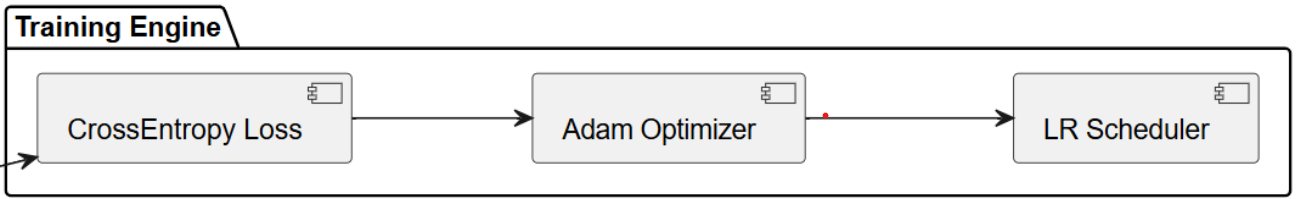 Training Engine
CrossEntropy Loss
Adam Optimizer
LR Scheduler